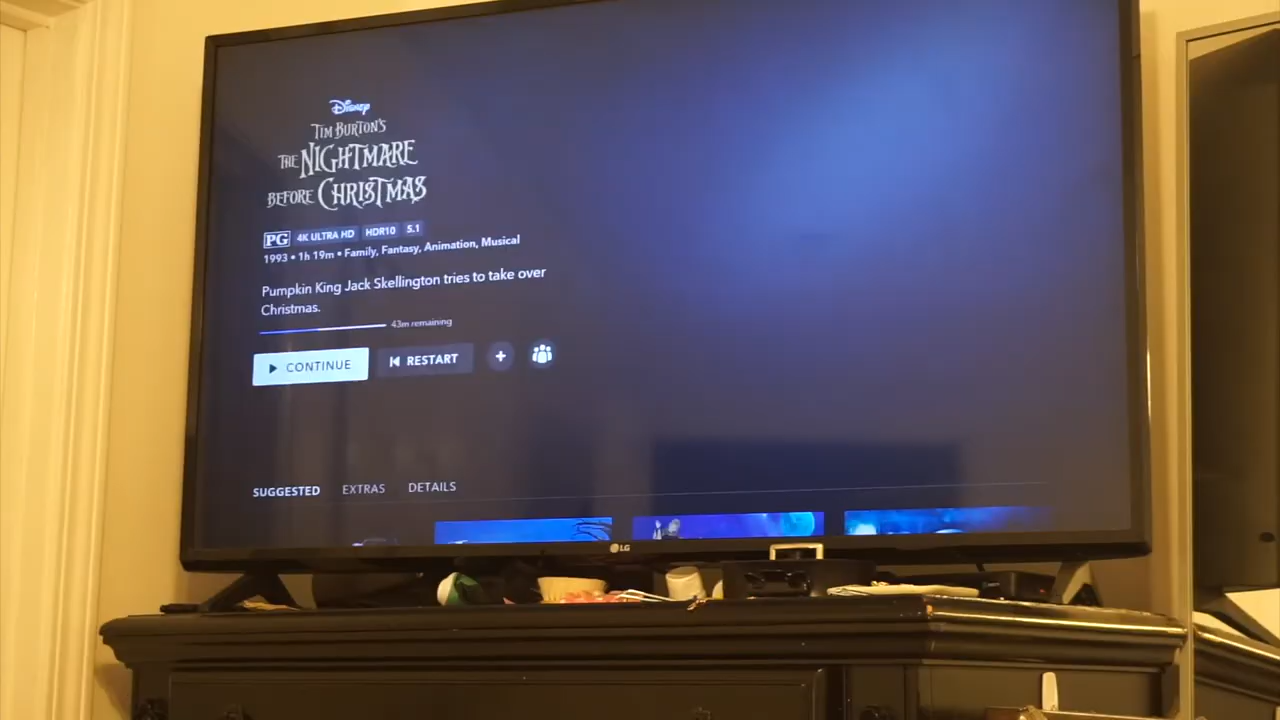 Disney
TIM BURTON'S
THE NIGHTMARE
BEFORE CHRISTMAS
PG 4K ULTRA HD HDR10 5.1
1993 • 1h 19m • Family, Fantasy, Animation, Musical
Pumpkin King Jack Skellington tries to take over
Christmas.
43m remaining
CONTINUE RESTART +
SUGGESTED EXTRAS DETAILS
LG